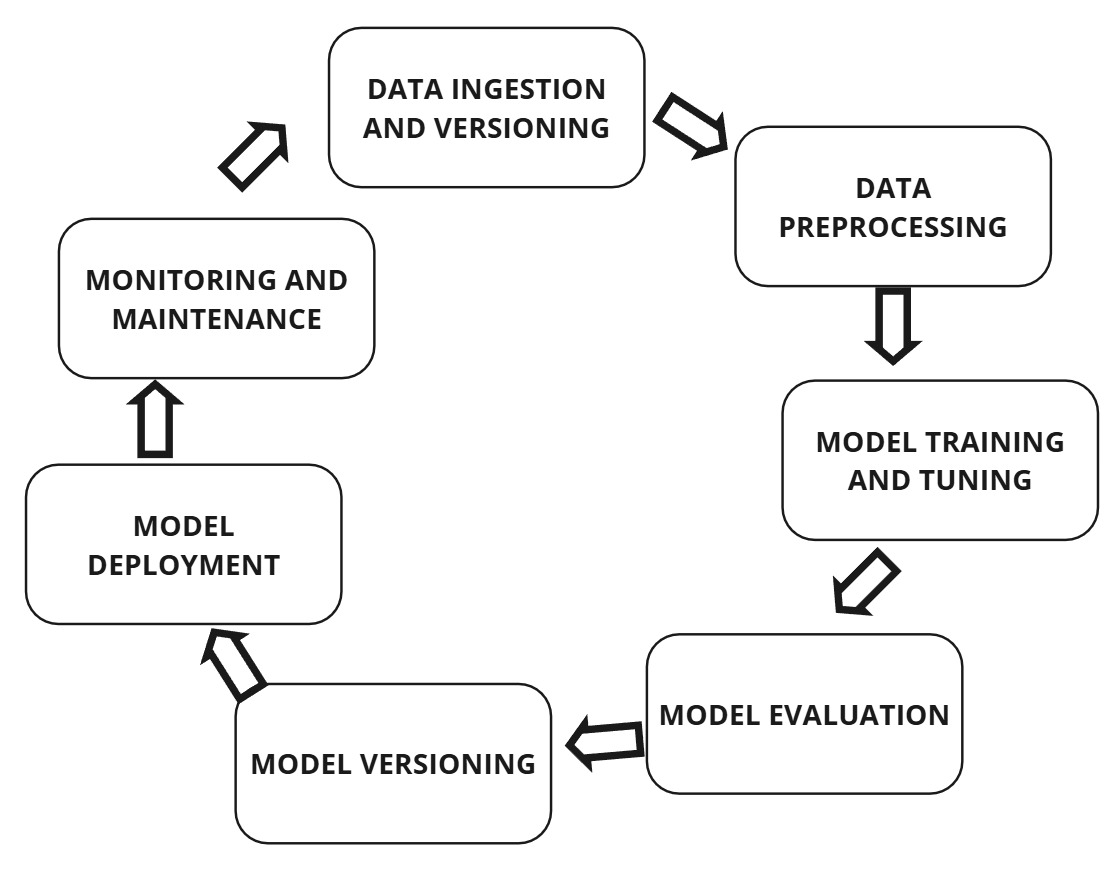 DATA INGESTION
AND VERSIONING
DATA
PREPROCESSING
MODEL TRAINING
AND TUNING
MODEL EVALUATION
MODEL VERSIONING
MODEL
DEPLOYMENT
MONITORING AND
MAINTENANCE